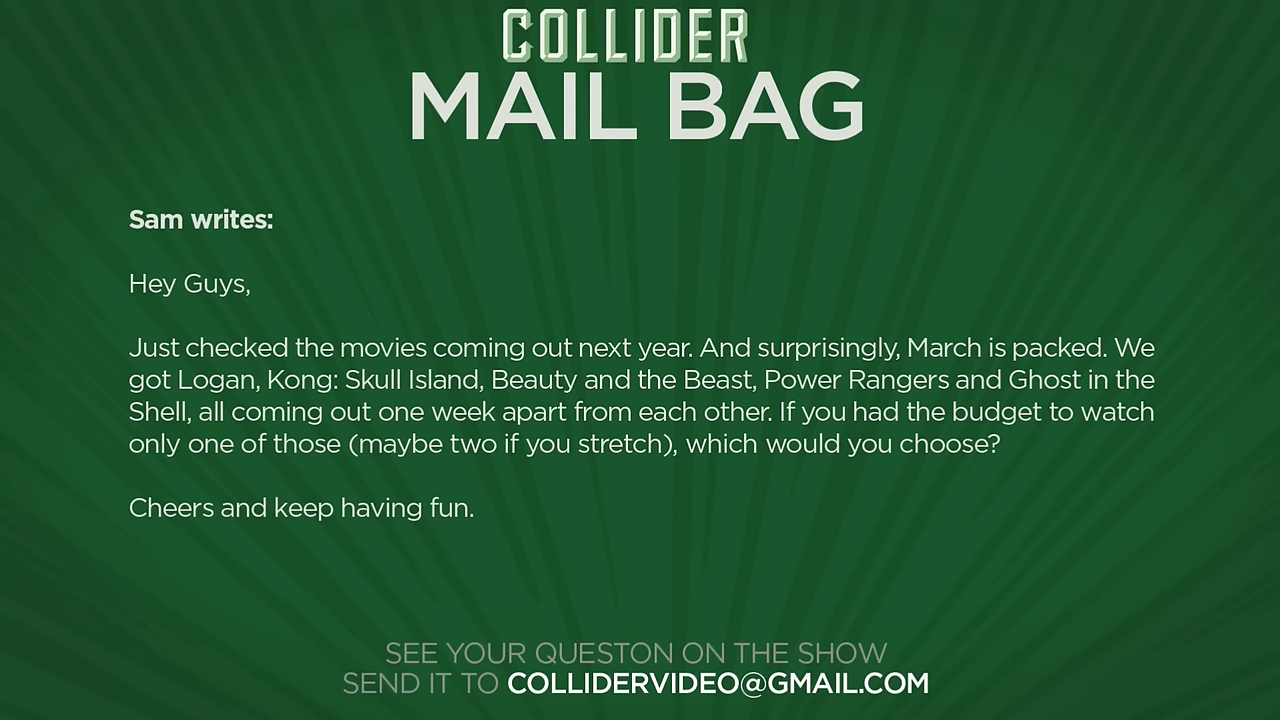 COLLIDER
MAIL BAG
Sam writes:
Hey Guys,
Just checked the movies coming out next year. And surprisingly, March is packed. We
got Logan, Kong: Skull Island, Beauty and the Beast, Power Rangers and Ghost in the
Shell, all coming out one week apart from each other. If you had the budget to watch
only one of those (maybe two if you stretch), which would you choose?
Cheers and keep having fun.
SEE YOUR QUESTON ON THE SHOW
SEND IT TO COLLIDERVIDEO@GMAIL.COM